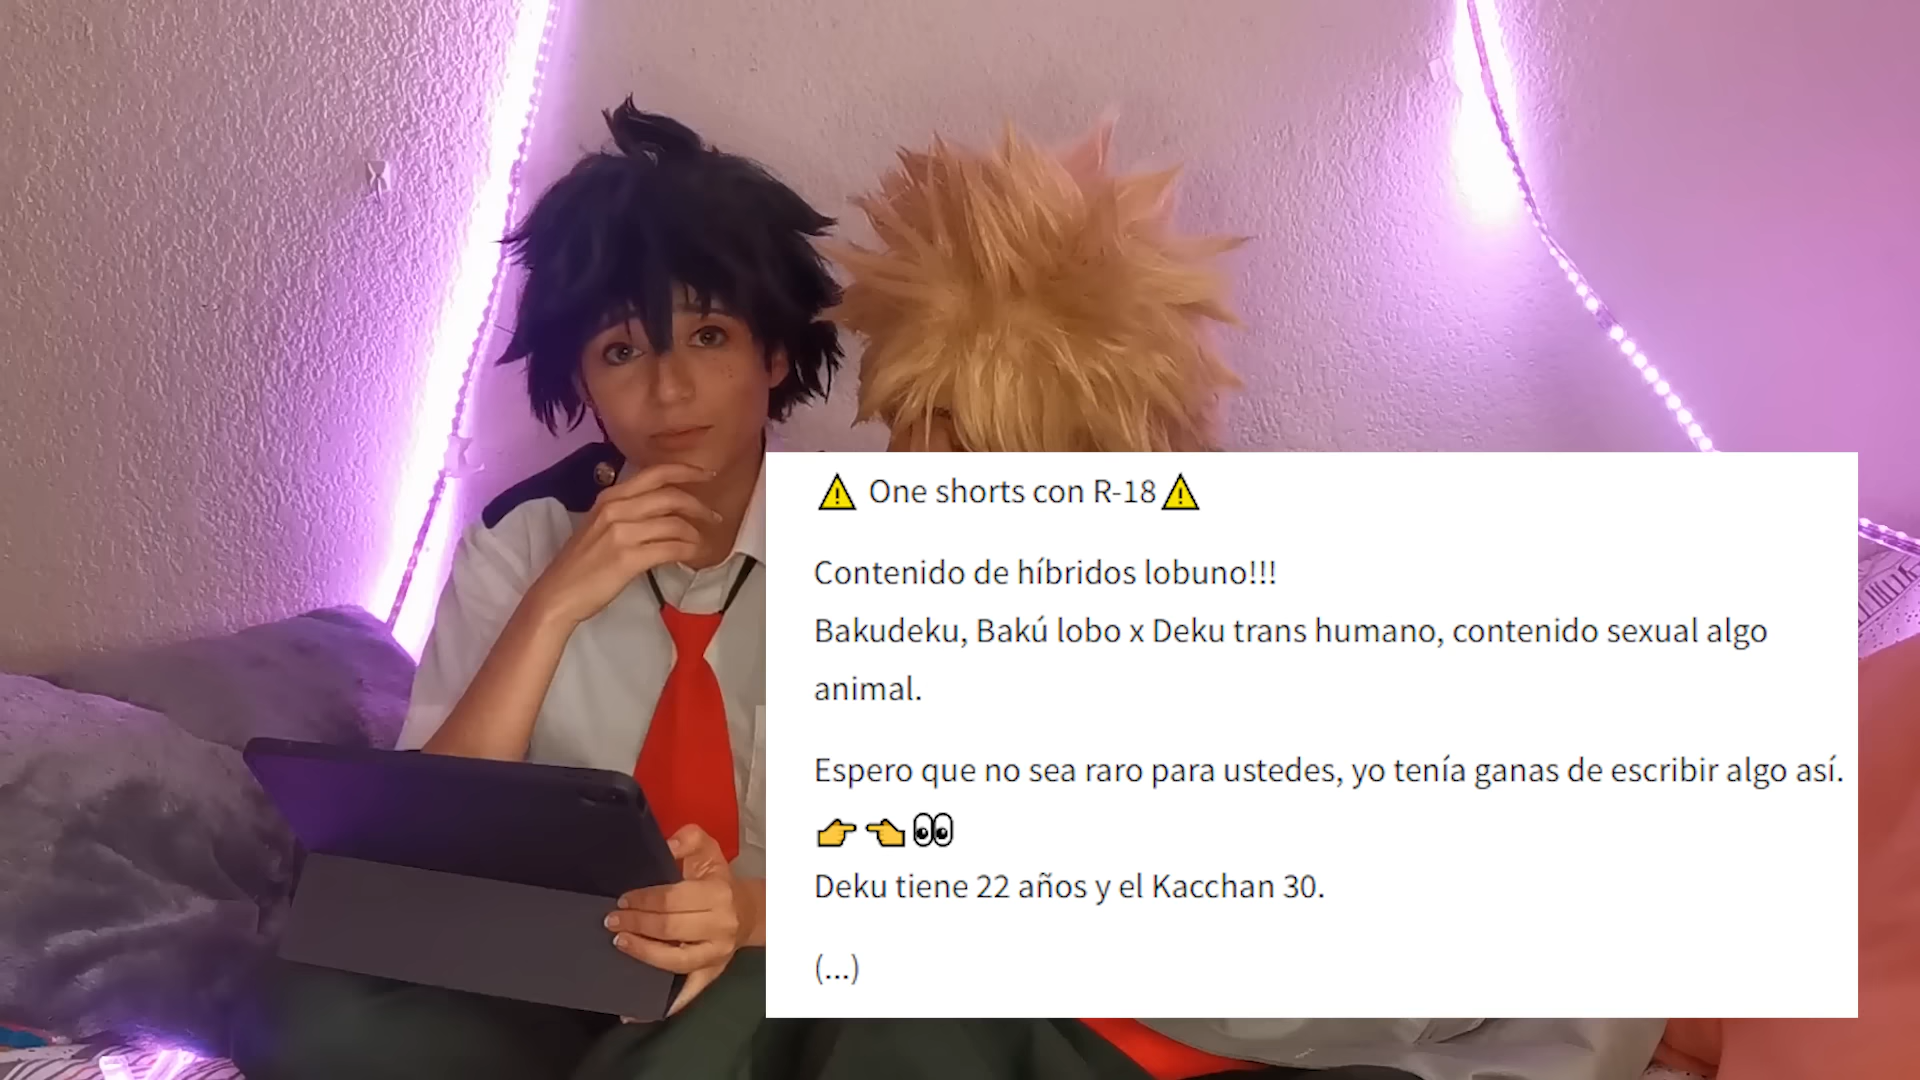 ⚠ One shorts con R-18⚠
Contenido de híbridos lobuno!!!
Bakudeku, Bakú lobo x Deku trans humano, contenido sexual algo
animal.
Espero que no sea raro para ustedes, yo tenía ganas de escribir algo así.
👉👈👀
Deku tiene 22 años y el Kacchan 30.
(...)